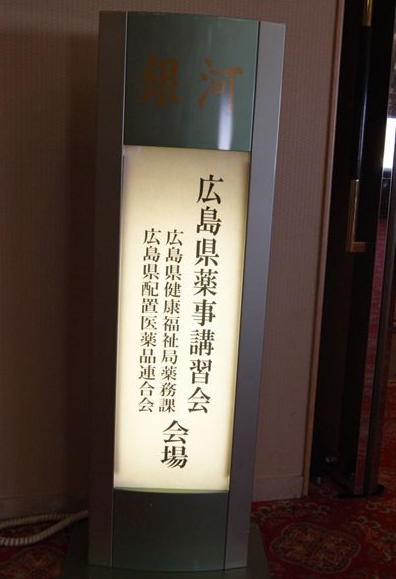 銀河
広島県薬事講習会
広島県健康福祉局薬務課
広島県配置医薬品連合会
会場